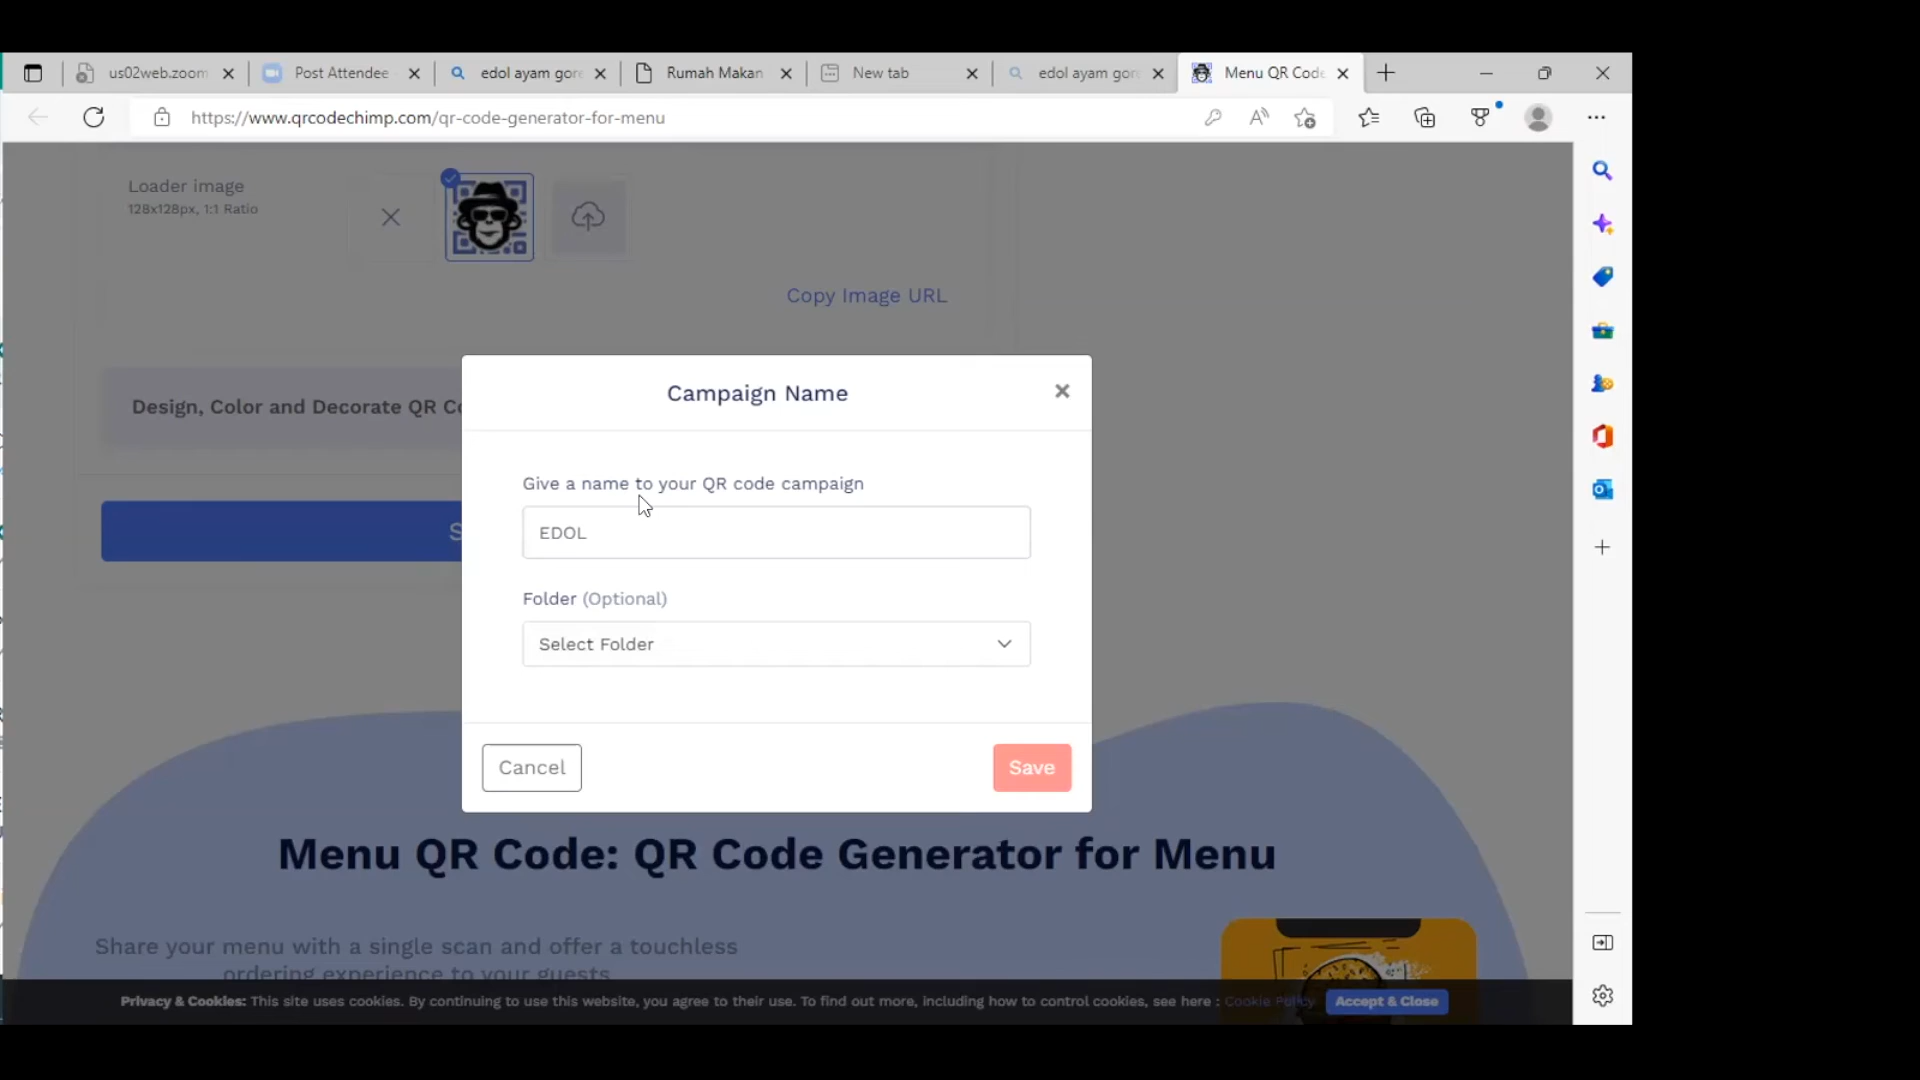 us02web.zoom
Post Attendee
edol ayam gor
Rumah Makan
New tab
edol ayam gor
Menu QR Code
https://www.qrcodechimp.com/qr-code-generator-for-menu
Loader image
128x128px, 1:1 Ratio
Copy Image URL
Design, Color and Decorate QR Co
S
Campaign Name
Give a name to your QR code campaign
EDOL
Folder (Optional)
Select Folder
Cancel
Save
Menu QR Code: QR Code Generator for Menu
Share your menu with a single scan and offer a touchless
ordering experience to your guests
Privacy & Cookies: This site uses cookies. By continuing to use this website, you agree to their use. To find out more, including how to control cookies, see here : Cookie Policy
Accept & Close